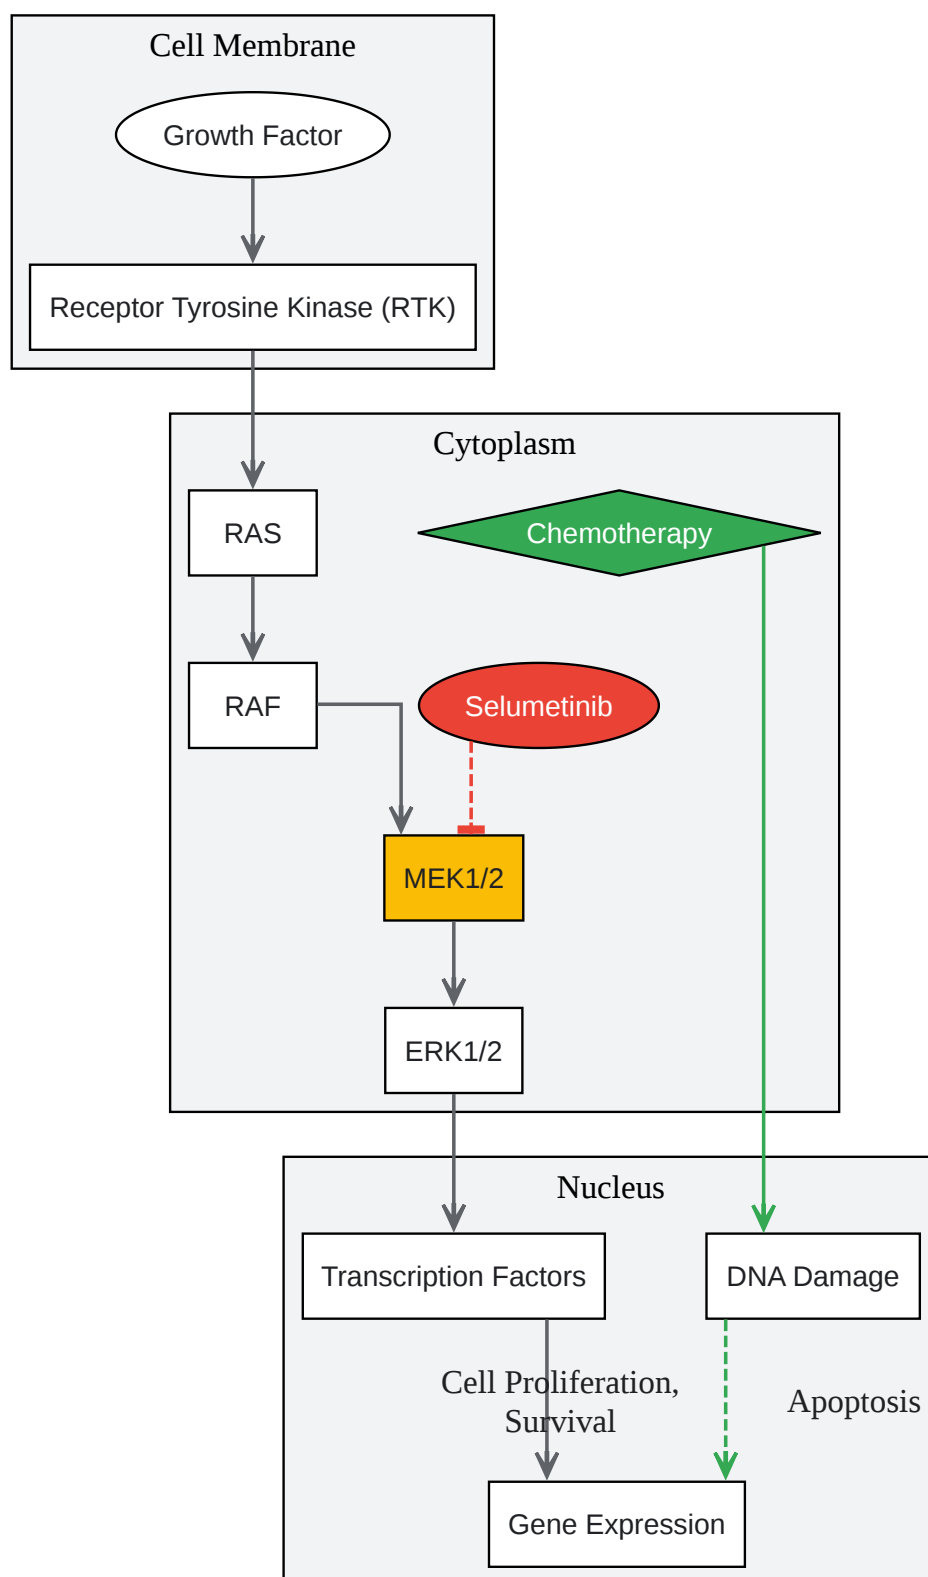 Cell Membrane
Growth Factor
Receptor Tyrosine Kinase (RTK)
Cytoplasm
RAS
Chemotherapy
RAF
Selumetinib
MEK1/2
ERK1/2
Nucleus
Transcription Factors
DNA Damage
Cell Proliferation,
Survival
Apoptosis
Gene Expression